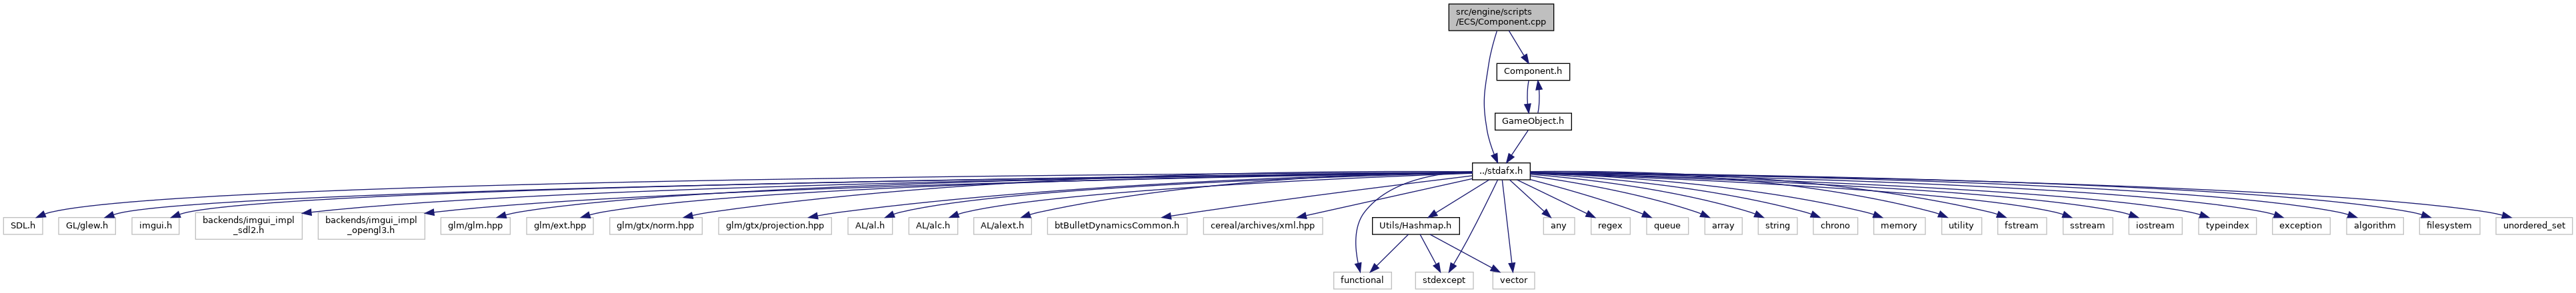 src/engine/scripts
/ECS/Component.cpp
Component.h
GameObject.h
../stdafx.h
SDL.h
GL/glew.h
imgui.h
backends/imgui_impl
_sdl2.h
backends/imgui_impl
_opengl3.h
glm/glm.hpp
glm/ext.hpp
glm/gtx/norm.hpp
glm/gtx/projection.hpp
AL/al.h
AL/alc.h
AL/alext.h
btBulletDynamicsCommon.h
cereal/archives/xml.hpp
Utils/Hashmap.h
any
regex
queue
array
string
chrono
memory
utility
fstream
sstream
iostream
typeindex
exception
algorithm
filesystem
unordered_set
functional
stdexcept
vector